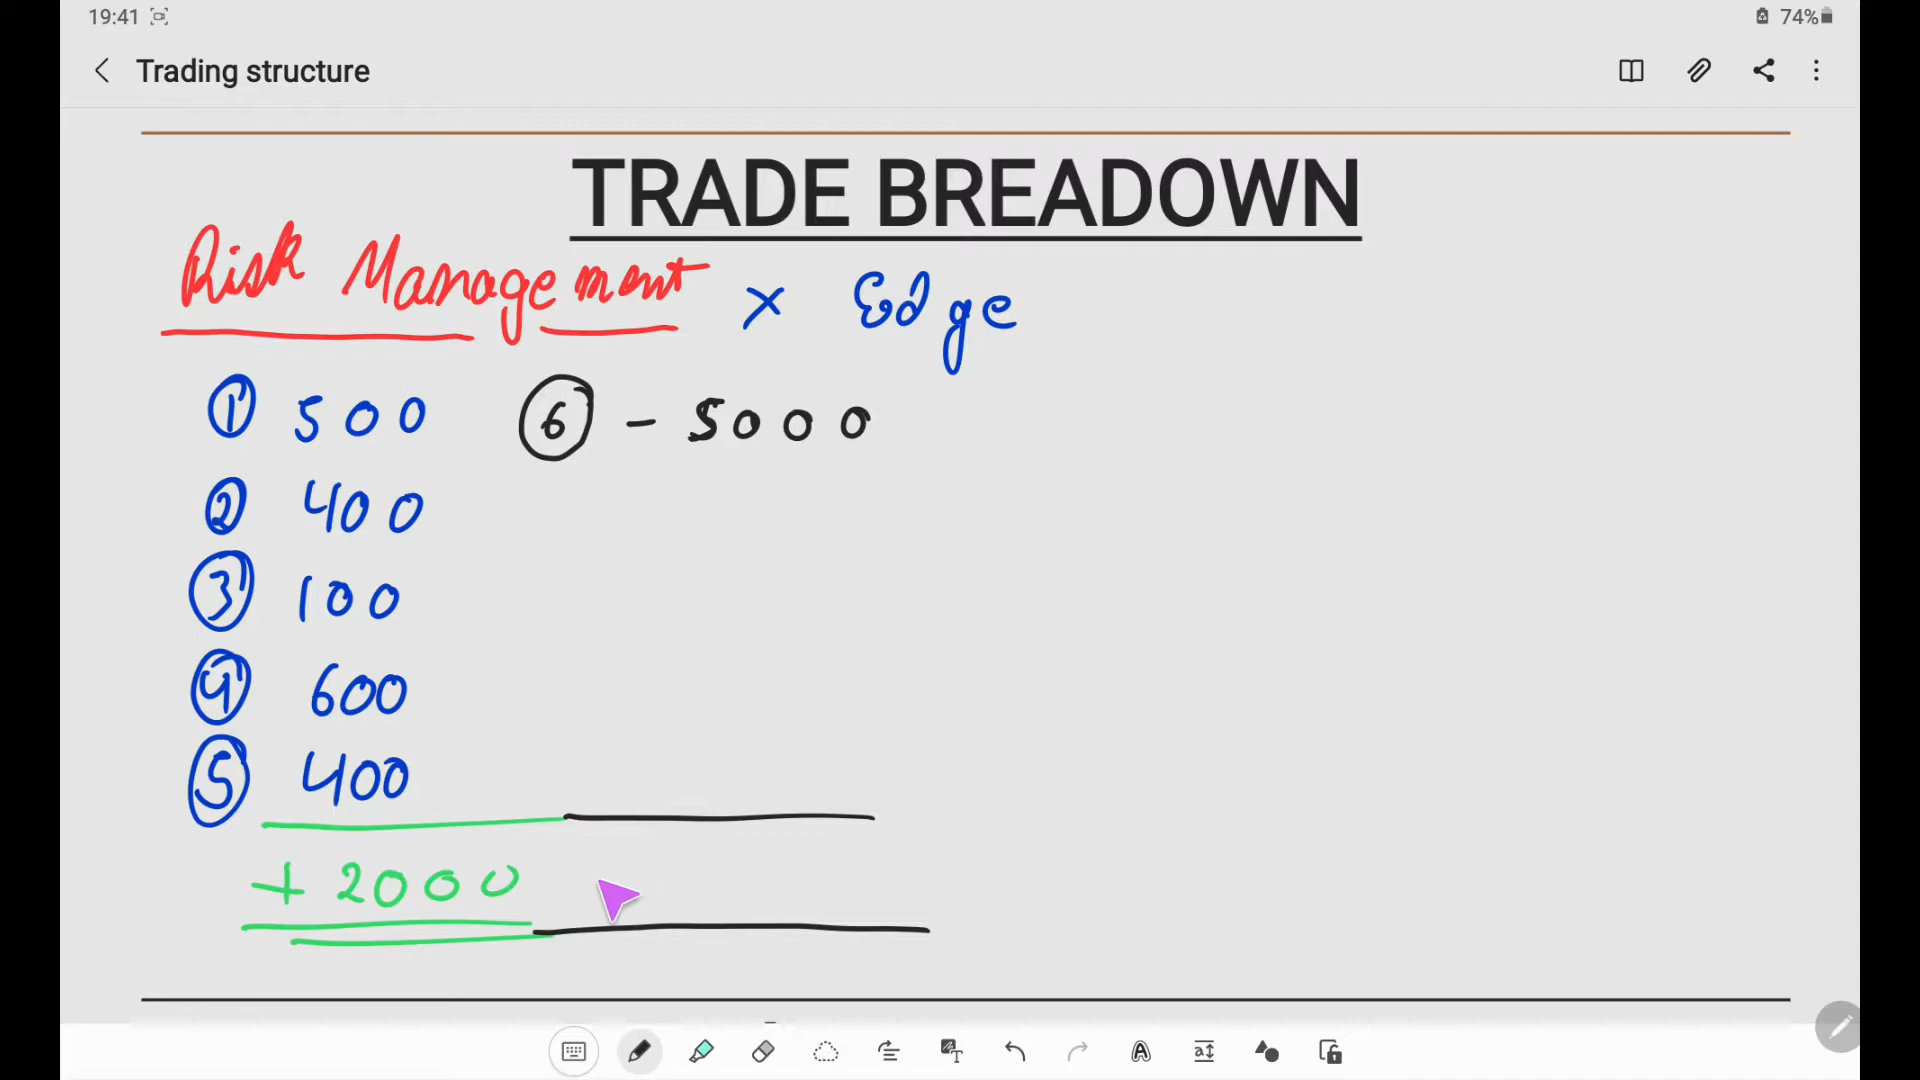 19:41 74%
Trading structure
TRADE BREADOWN
Risk Management × Edge
① 500 ⑥ - 5000
② 400
③ 100
④ 600
⑤ 400
+ 2000